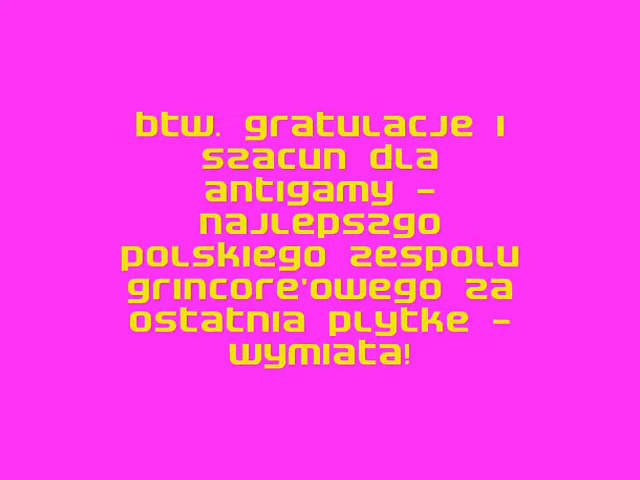 btw. gratulacje i
szacun dla
antigamy -
najlepszgo
polskiego zespolu
grincore'owego za
ostatnia plytke -
wymiata!